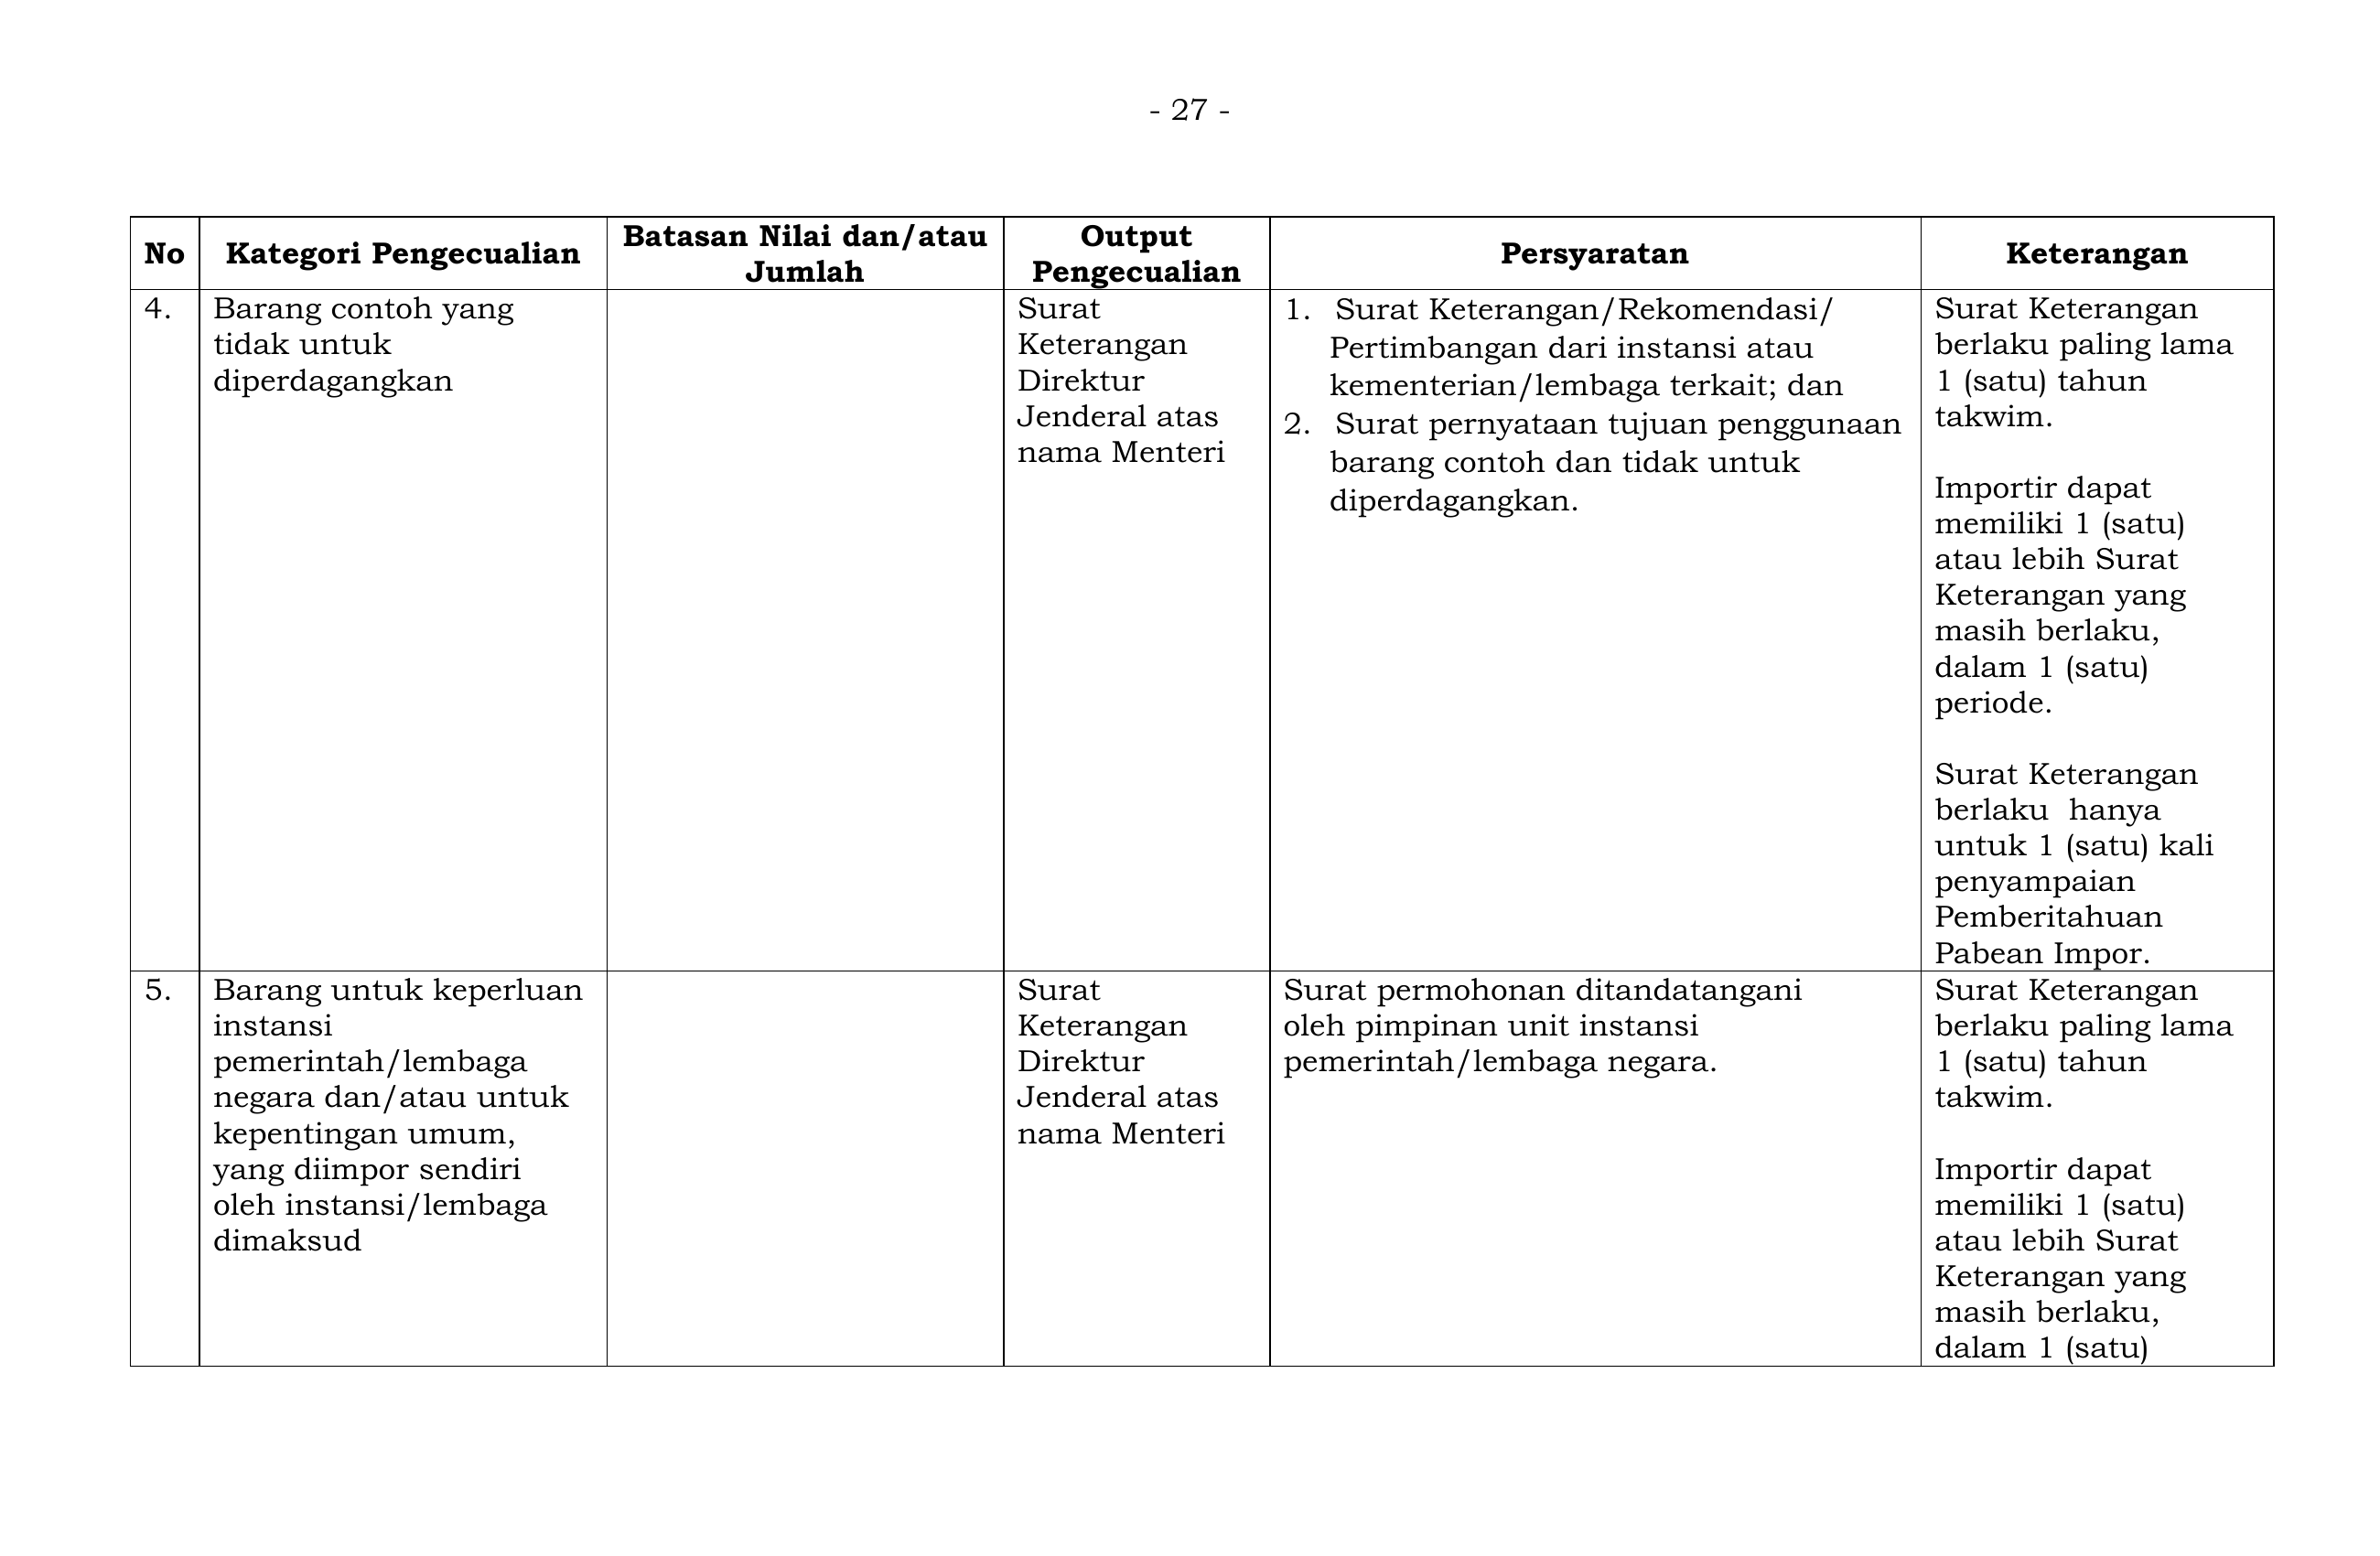 - 27 -
No
Kategori Pengecualian
Batasan Nilai dan/atau
Jumlah
Output
Pengecualian
Persyaratan
Keterangan
4.
Barang contoh yang
tidak untuk
diperdagangkan
Surat
Keterangan
Direktur
Jenderal atas
nama Menteri
1. Surat Keterangan/Rekomendasi/
Pertimbangan dari instansi atau
kementerian/lembaga terkait; dan
2. Surat pernyataan tujuan penggunaan
barang contoh dan tidak untuk
diperdagangkan.
Surat Keterangan
berlaku paling lama
1 (satu) tahun
takwim.
Importir dapat
memiliki 1 (satu)
atau lebih Surat
Keterangan yang
masih berlaku,
dalam 1 (satu)
periode.
Surat Keterangan
berlaku hanya
untuk 1 (satu) kali
penyampaian
Pemberitahuan
Pabean Impor.
5.
Barang untuk keperluan
instansi
pemerintah/lembaga
negara dan/atau untuk
kepentingan umum,
yang diimpor sendiri
oleh instansi/lembaga
dimaksud
Surat
Keterangan
Direktur
Jenderal atas
nama Menteri
Surat permohonan ditandatangani
oleh pimpinan unit instansi
pemerintah/lembaga negara.
Surat Keterangan
berlaku paling lama
1 (satu) tahun
takwim.
Importir dapat
memiliki 1 (satu)
atau lebih Surat
Keterangan yang
masih berlaku,
dalam 1 (satu)